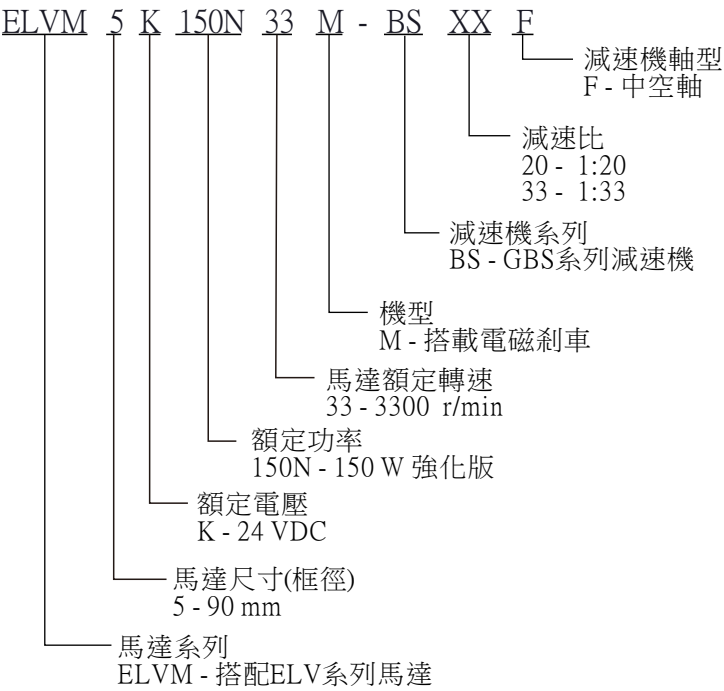 ELVM 5 K 150N 33 M - BS XX F
減速機軸型
F - 中空軸
減速比
20 - 1:20
33 - 1:33
減速機系列
BS - GBS系列減速機
機型
M - 搭載電磁剎車
馬達額定轉速
33 - 3300 r/min
額定功率
150N - 150 W 強化版
額定電壓
K - 24 VDC
馬達尺寸(框徑)
5 - 90 mm
馬達系列
ELVM - 搭配ELV系列馬達